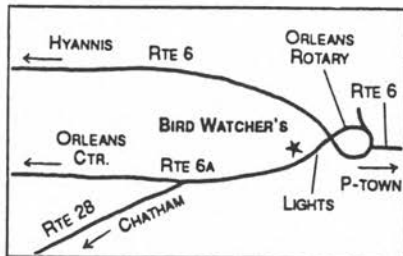 HYANNIS
RTE 6
ORLEANS
ROTARY
RTE 6
BIRD WATCHER'S
ORLEANS
CTR.
RTE 6A
P-TOWN
LIGHTS
RTE 28
CHATHAM